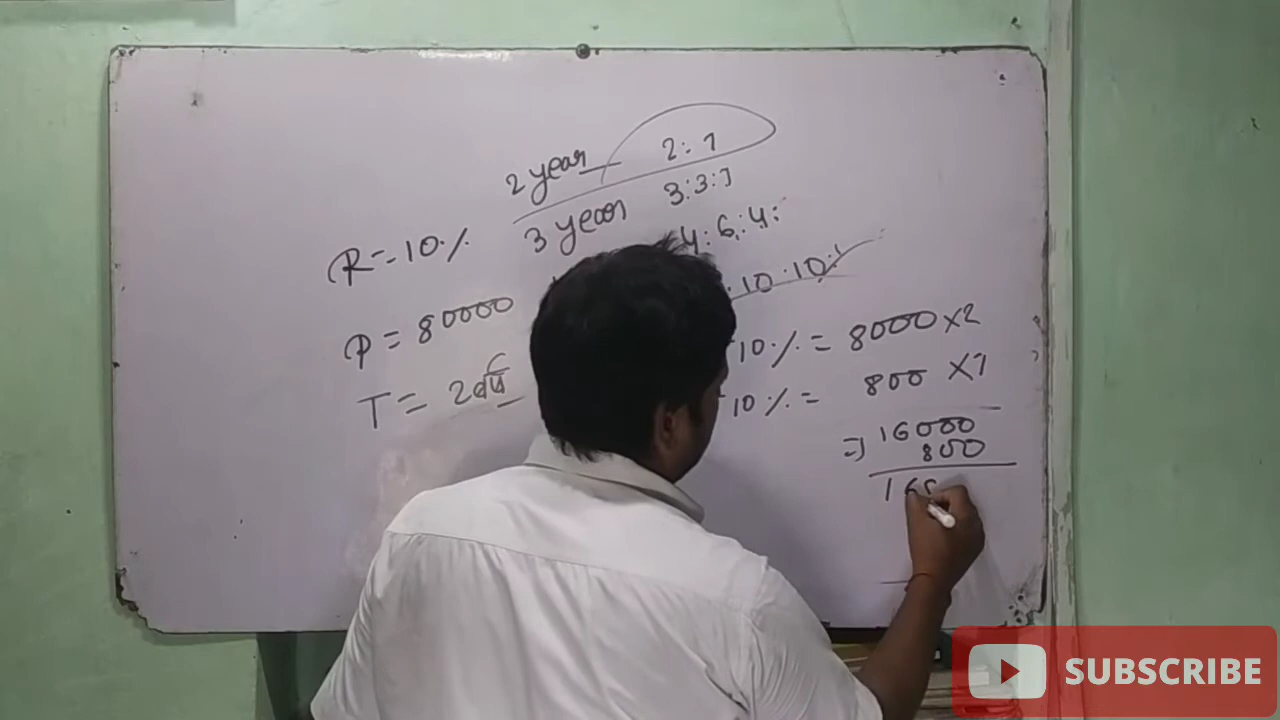 2 year 2:1
3 year 3:3:1
4:6:4:
R=10%
:10:10:
P=80000
10%= 8000×2
T=2वर्ष
10%= 800 ×1
=) 16000
800
168
SUBSCRIBE